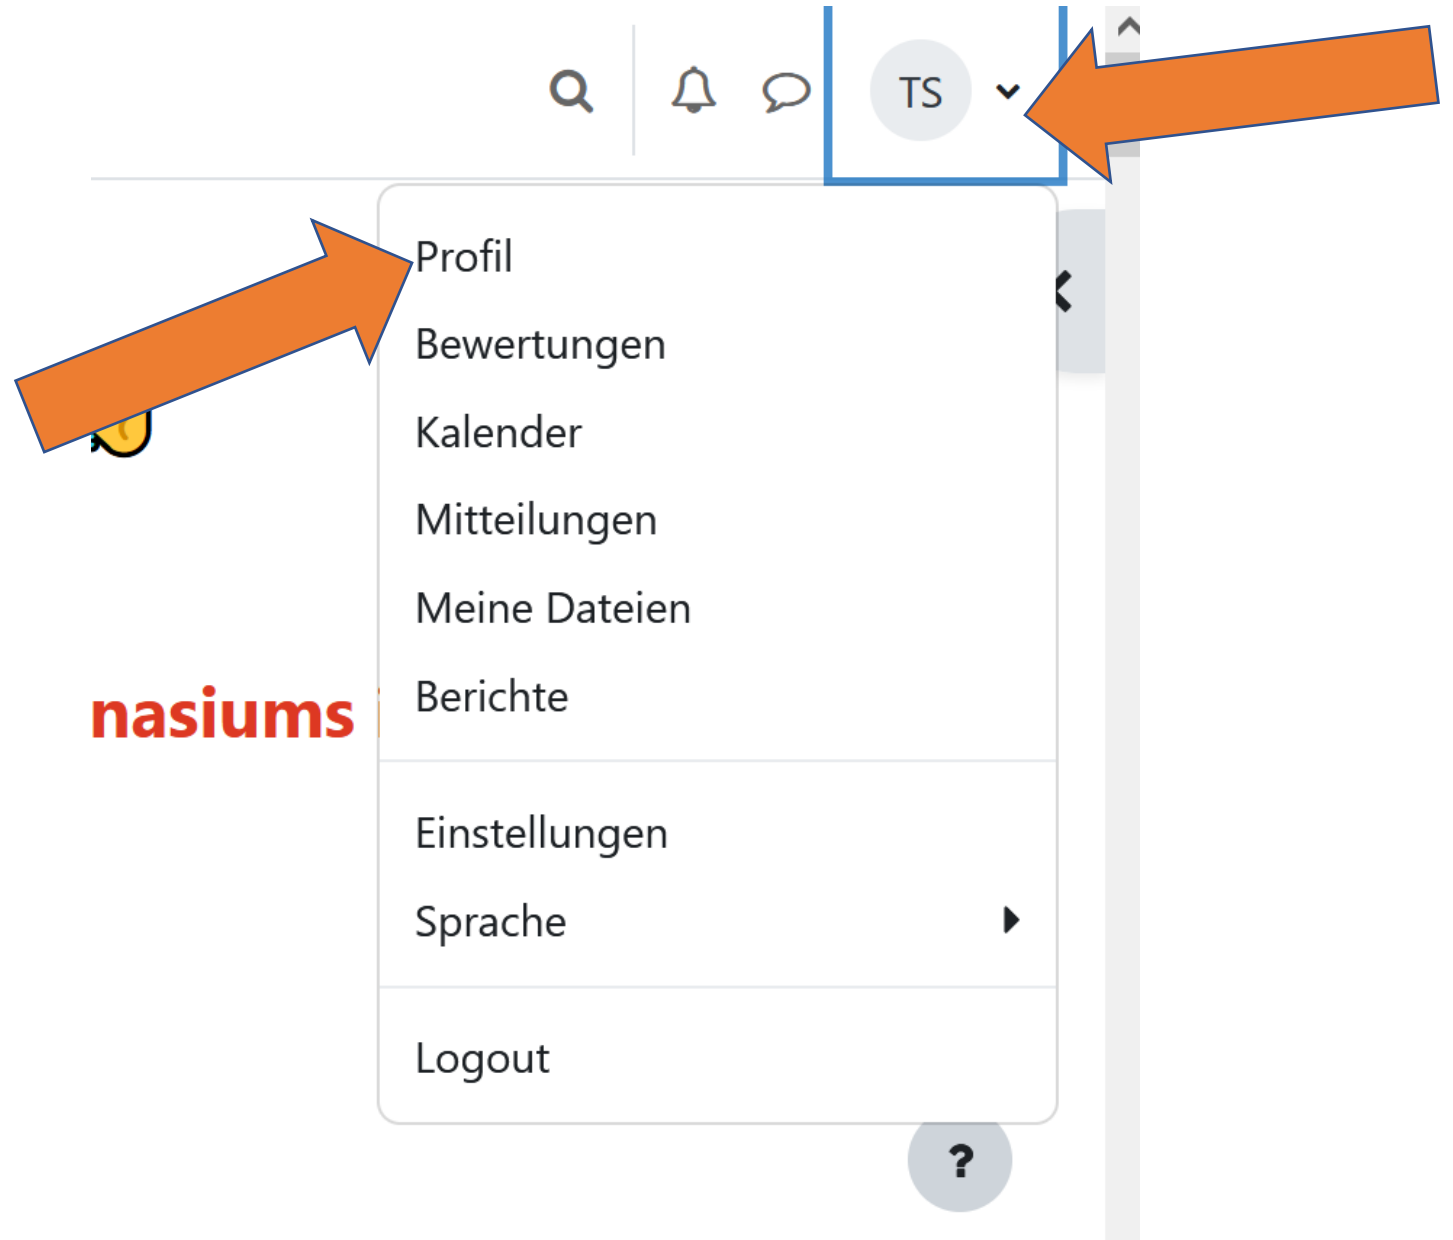 TS
Profil
Bewertungen
Kalender
Mitteilungen
Meine Dateien
Berichte
nasiums
Einstellungen
Sprache
Logout
?